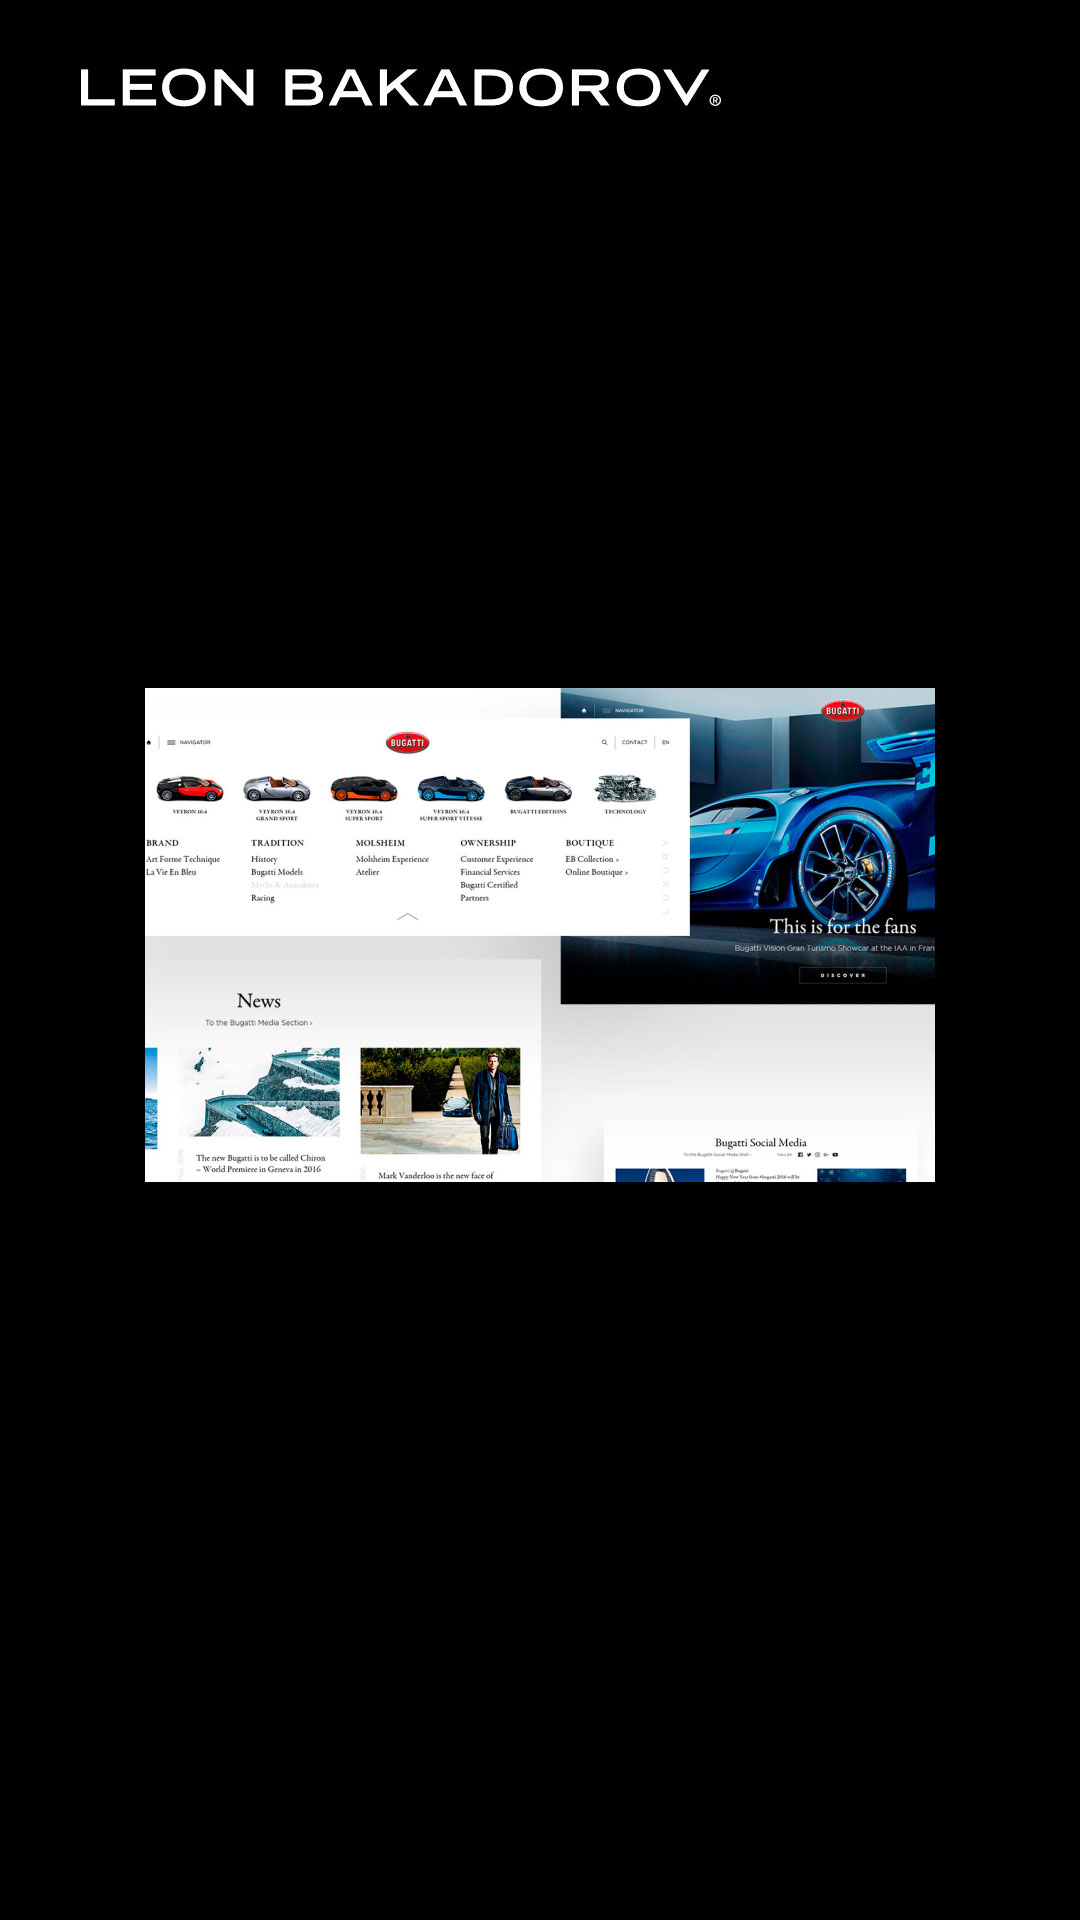 LEON BAKADOROV®
NAVIGATOR
BUGATTI
NAVIGATOR
BUGATTI
CONTACT
EN
VEYRON 16.4
VEYRON 16.4
GRAND SPORT
VEYRON 16.4
SUPER SPORT
VEYRON 16.4
SUPER SPORT VITESSE
BUGATTI EDITIONS
TECHNOLOGY
BRAND
Art Forme Technique
La Vie En Bleu
TRADITION
History
Bugatti Models
Myths & Anecdotes
Racing
MOLSHEIM
Molsheim Experience
Atelier
OWNERSHIP
Customer Experience
Financial Services
Bugatti Certified
Partners
BOUTIQUE
EB Collection >
Online Boutique >
LUXURY
This is for the fans
Bugatti Vision Gran Turismo Showcar at the IAA in Fran
DISCOVER
News
To the Bugatti Media Section ›
The new Bugatti is to be called Chiron
– World Premiere in Geneva in 2016
Mark Vanderloo is the new face of
Bugatti Social Media
To the Bugatti Social Media Wall ›
View All
Bugatti @Bugatti
Happy New Year from #bugatti 2016 will be